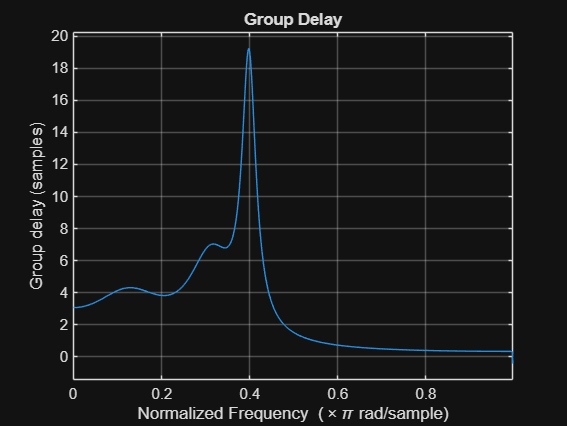 Group Delay
Group delay (samples)
20
18
16
14
12
10
8
6
4
2
0
0 0.2 0.4 0.6 0.8
Normalized Frequency (× π rad/sample)